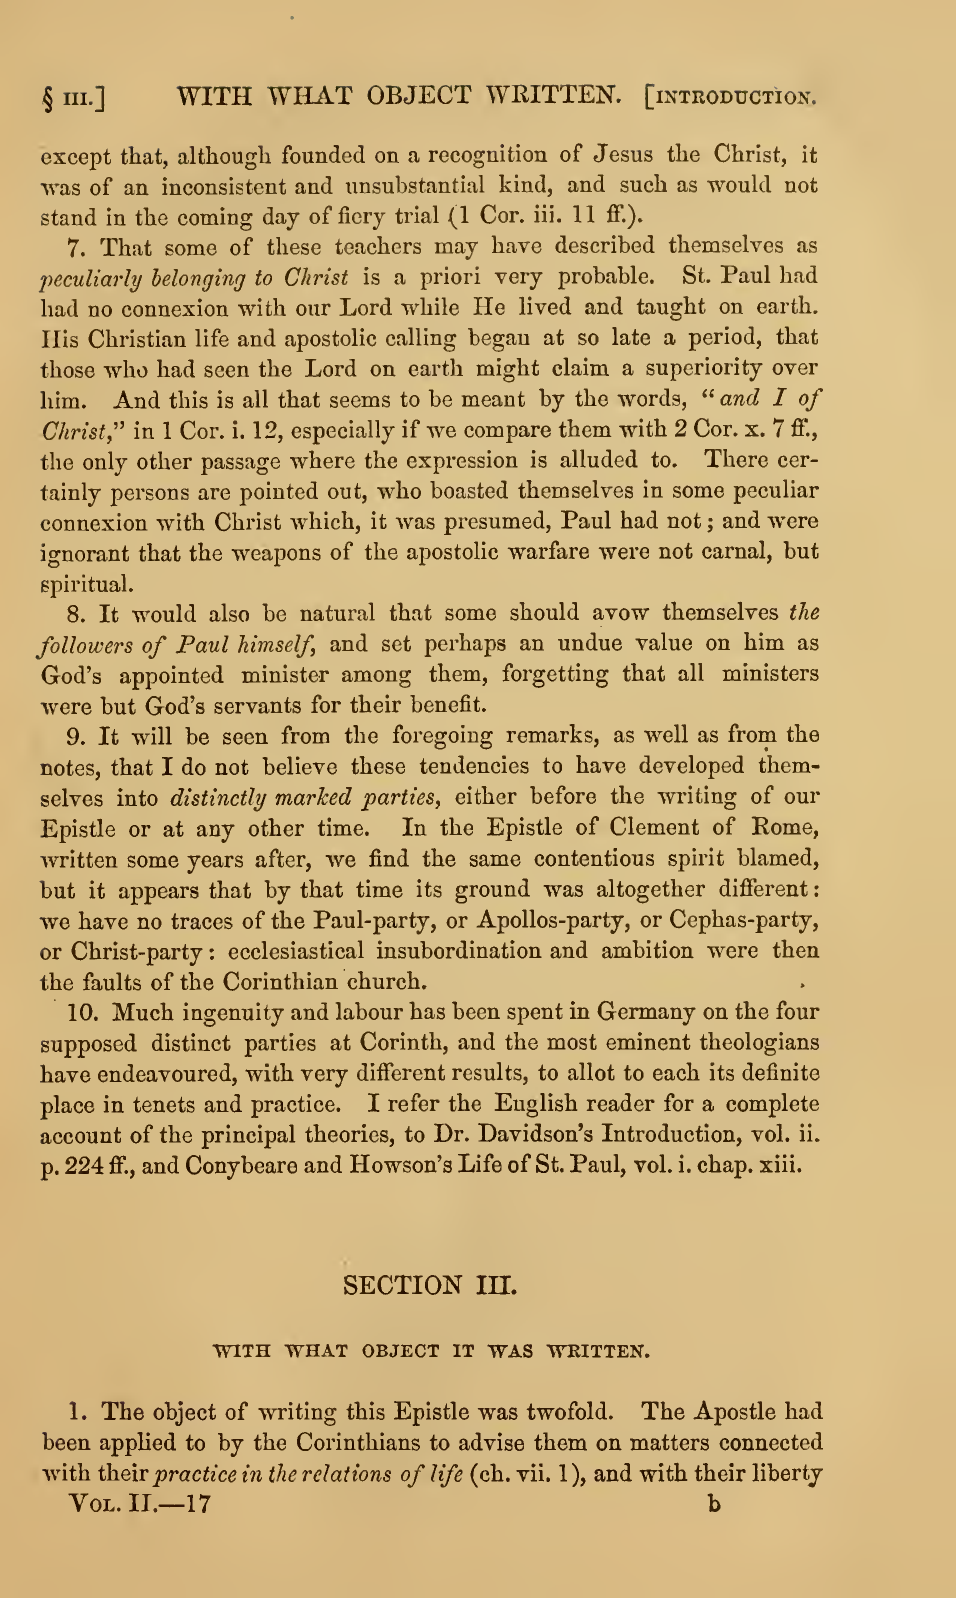 § III.] WITH WHAT OBJECT WRITTEN. [INTRODUCTION.
except that, although founded on a recognition of Jesus the Christ, it
was of an inconsistent and unsubstantial kind, and such as would not
stand in the coming day of fiery trial (1 Cor. iii. 11 ff.).
7. That some of these teachers may have described themselves as
peculiarly belonging to Christ is a priori very probable. St. Paul had
had no connexion with our Lord while He lived and taught on earth.
His Christian life and apostolic calling began at so late a period, that
those who had seen the Lord on earth might claim a superiority over
him. And this is all that seems to be meant by the words, “and I of
Christ,” in 1 Cor. i. 12, especially if we compare them with 2 Cor. x. 7 ff.,
the only other passage where the expression is alluded to. There cer-
tainly persons are pointed out, who boasted themselves in some peculiar
connexion with Christ which, it was presumed, Paul had not; and were
ignorant that the weapons of the apostolic warfare were not carnal, but
spiritual.
8. It would also be natural that some should avow themselves the
followers of Paul himself, and set perhaps an undue value on him as
God's appointed minister among them, forgetting that all ministers
were but God's servants for their benefit.
9. It will be seen from the foregoing remarks, as well as from the
notes, that I do not believe these tendencies to have developed them-
selves into distinctly marked parties, either before the writing of our
Epistle or at any other time. In the Epistle of Clement of Rome,
written some years after, we find the same contentious spirit blamed,
but it appears that by that time its ground was altogether different:
we have no traces of the Paul-party, or Apollos-party, or Cephas-party,
or Christ-party: ecclesiastical insubordination and ambition were then
the faults of the Corinthian church.
10. Much ingenuity and labour has been spent in Germany on the four
supposed distinct parties at Corinth, and the most eminent theologians
have endeavoured, with very different results, to allot to each its definite
place in tenets and practice. I refer the English reader for a complete
account of the principal theories, to Dr. Davidson's Introduction, vol. ii.
p. 224 ff., and Conybeare and Howson's Life of St. Paul, vol. i. chap. xiii.
SECTION III.
WITH WHAT OBJECT IT WAS WRITTEN.
1. The object of writing this Epistle was twofold. The Apostle had
been applied to by the Corinthians to advise them on matters connected
with their practice in the relations of life (ch. vii. 1), and with their liberty
VOL. II.—17 b